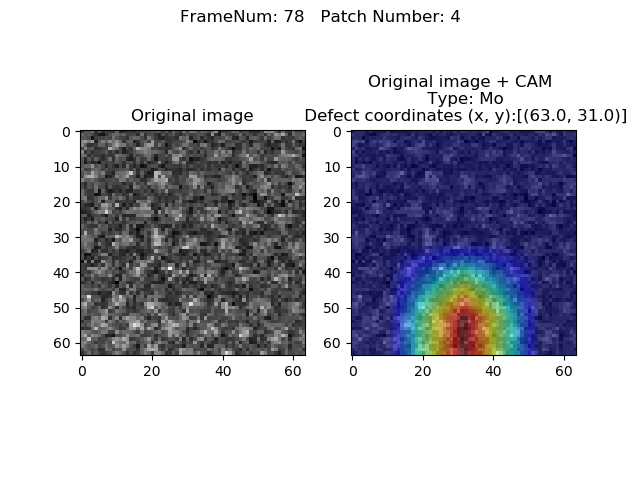 FrameNum: 78   Patch Number: 4
Original image
Original image + CAM
Type: Mo
Defect coordinates (x, y):[(63.0, 31.0)]
0
10
20
30
40
50
60
0 20 40 60
0
10
20
30
40
50
60
0 20 40 60